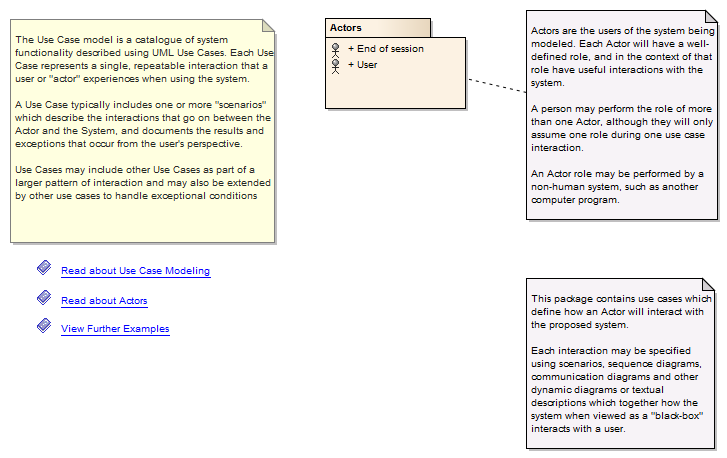 The Use Case model is a catalogue of system
functionality described using UML Use Cases. Each Use
Case represents a single, repeatable interaction that a
user or "actor" experiences when using the system.
A Use Case typically includes one or more "scenarios"
which describe the interactions that go on between the
Actor and the System, and documents the results and
exceptions that occur from the user's perspective.
Use Cases may include other Use Cases as part of a
larger pattern of interaction and may also be extended
by other use cases to handle exceptional conditions
Read about Use Case Modeling
Read about Actors
View Further Examples
Actors
+ End of session
+ User
Actors are the users of the system being
modeled. Each Actor will have a well-
defined role, and in the context of that
role have useful interactions with the
system.
A person may perform the role of more
than one Actor, although they will only
assume one role during one use case
interaction.
An Actor role may be performed by a
non-human system, such as another
computer program.
This package contains use cases which
define how an Actor will interact with
the proposed system.
Each interaction may be specified
using scenarios, sequence diagrams,
communication diagrams and other
dynamic diagrams or textual
descriptions which together how the
system when viewed as a "black-box"
interacts with a user.